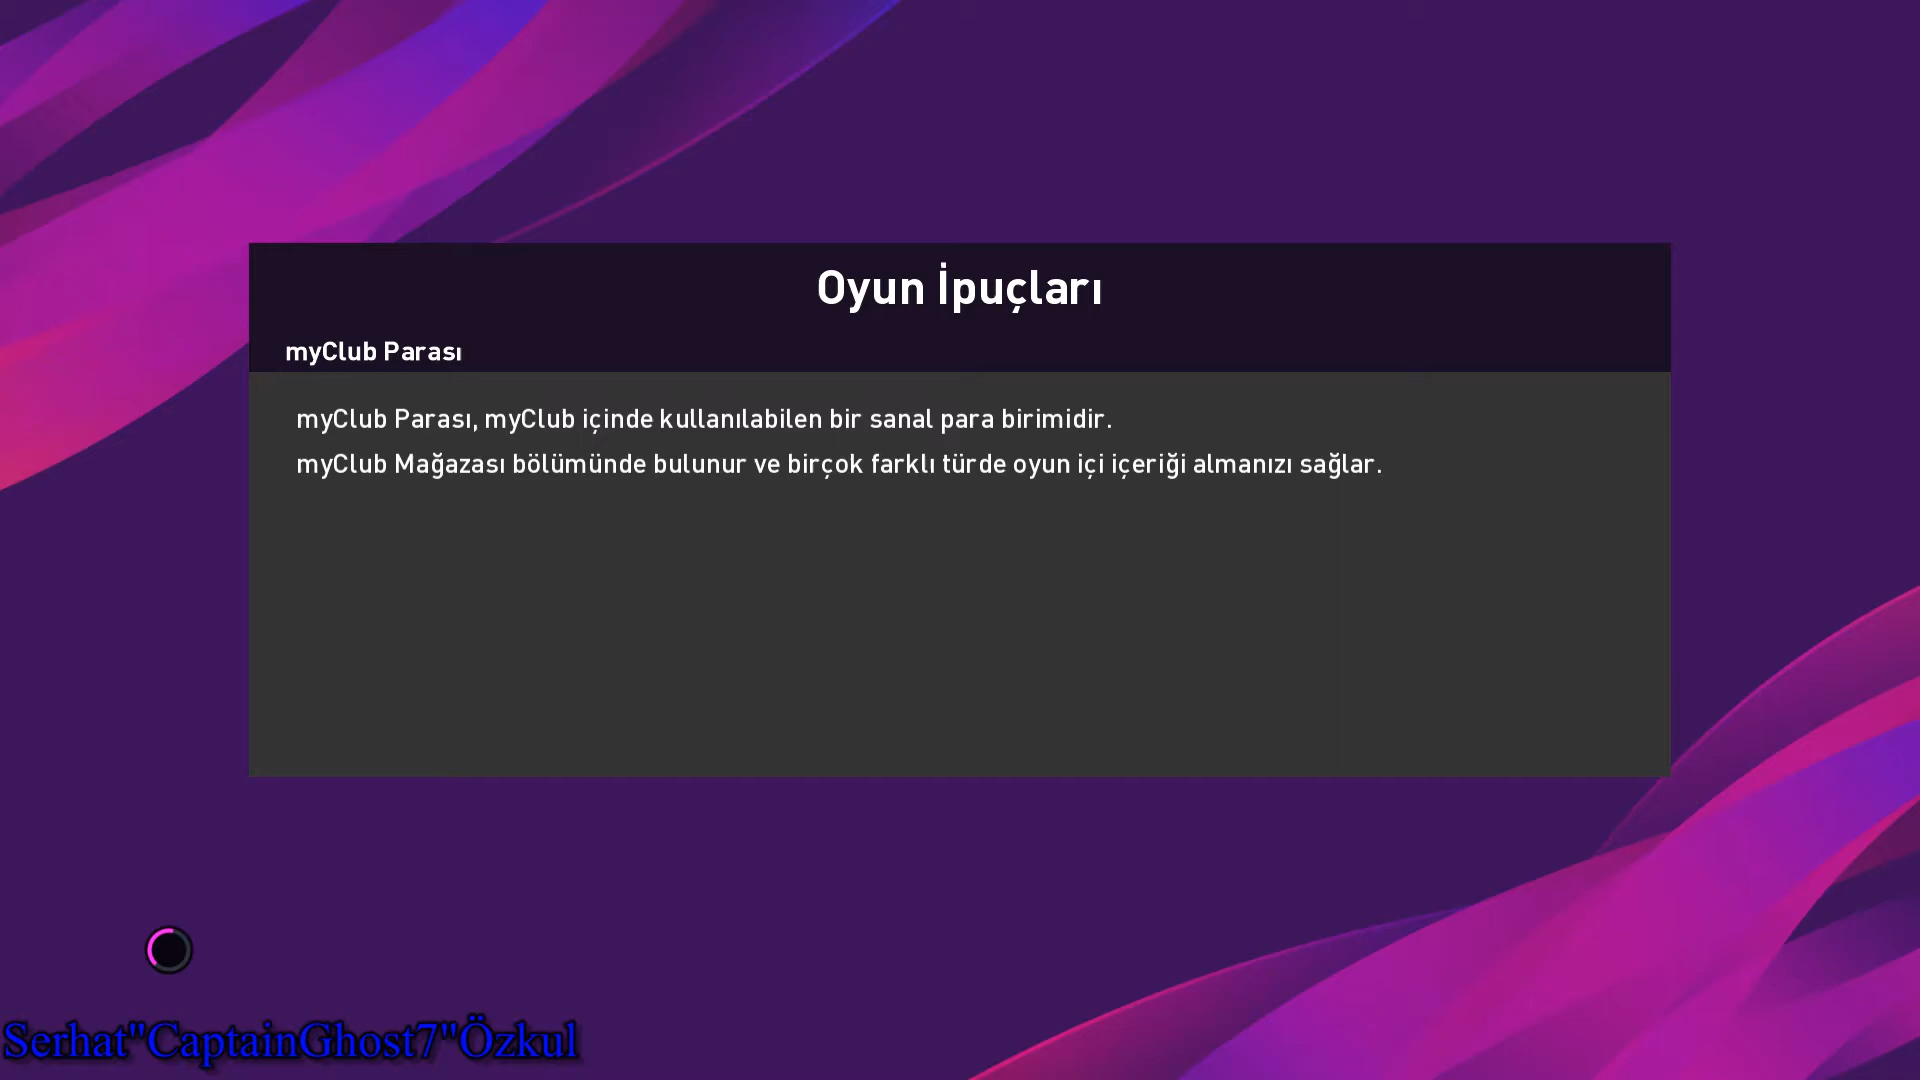 Oyun İpuçları
myClub Parası
myClub Parası, myClub içinde kullanılabilen bir sanal para birimidir.
myClub Mağazası bölümünde bulunur ve birçok farklı türde oyun içi içeriği almanızı sağlar.
Serhat"CaptainGhost7"Özkul